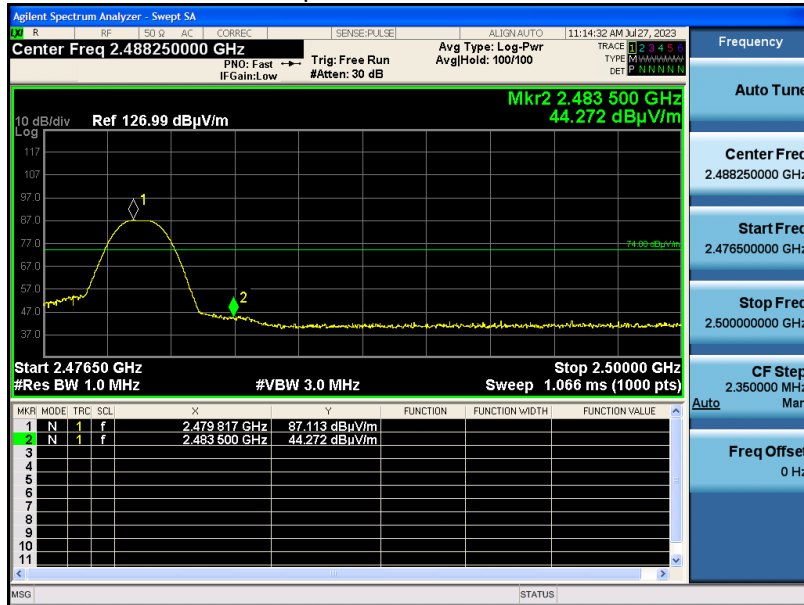 Agilent Spectrum Analyzer - Swept SA
LXI R RF 50 Ω AC CORREC SENSE:PULSE ALIGN AUTO 11:14:32 AM Jul 27, 2023
Center Freq 2.488250000 GHz
PNO: Fast
IFGain:Low
Trig: Free Run
#Atten: 30 dB
Avg Type: Log-Pwr
Avg|Hold: 100/100
TRACE 1 2 3 4 5 6
TYPE M WWWWW
DET P N N N N N
Mkr2 2.483 500 GHz
44.272 dBµV/m
10 dB/div Ref 126.99 dBµV/m
Log
117
107
97.0
87.0
77.0
67.0
57.0
47.0
37.0
1
2
74.00 dBµV/m
Start 2.47650 GHz Stop 2.50000 GHz
#Res BW 1.0 MHz #VBW 3.0 MHz Sweep 1.066 ms (1000 pts)
MKR MODE TRC SCL X Y FUNCTION FUNCTION WIDTH FUNCTION VALUE
1 N 1 f 2.479 817 GHz 87.113 dBµV/m
2 N 1 f 2.483 500 GHz 44.272 dBµV/m
3
4
5
6
7
8
9
10
11
MSG STATUS
Frequency
Auto Tune
Center Freq
2.488250000 GHz
Start Freq
2.476500000 GHz
Stop Freq
2.500000000 GHz
CF Step
2.350000 MHz
Auto Man
Freq Offset
0 Hz